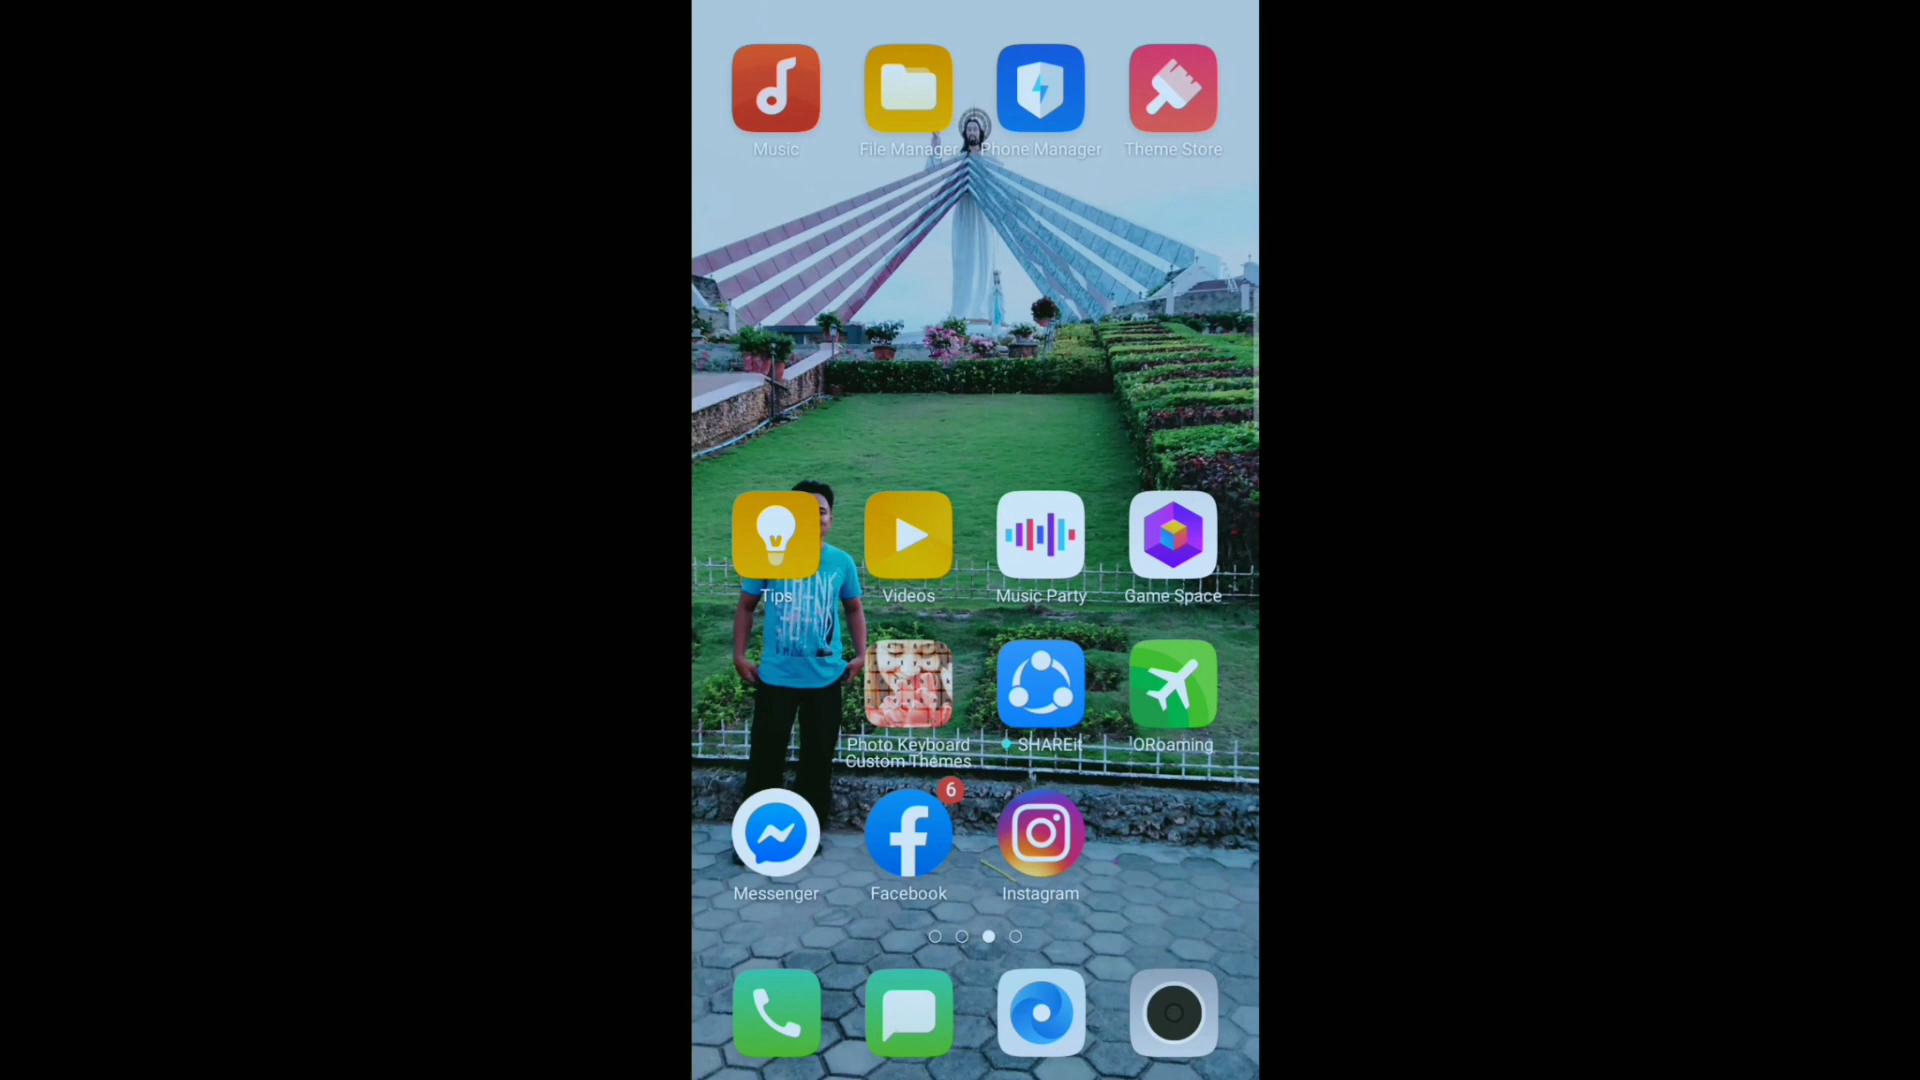 Music
File Manager
Phone Manager
Theme Store
Tips
Videos
Music Party
Game Space
THINK
Photo Keyboard
Custom Themes
SHAREit
ORoaming
6
Messenger
Facebook
Instagram